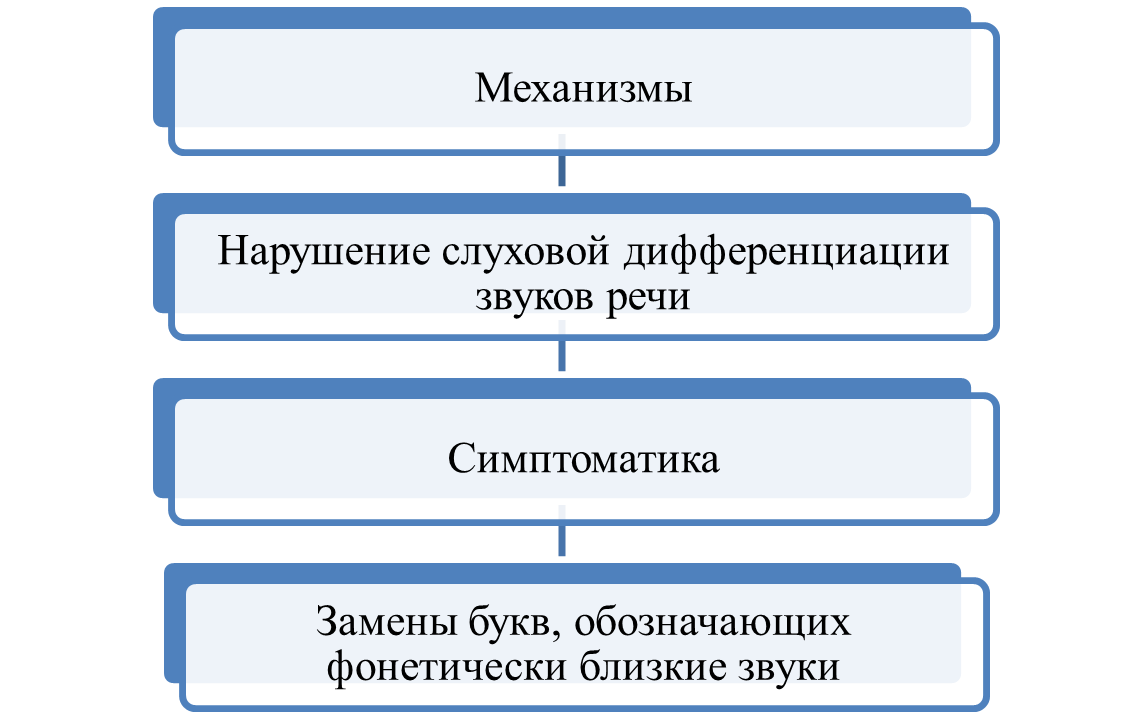 Механизмы
Нарушение слуховой дифференциации
звуков речи
Симптоматика
Замены букв, обозначающих
фонетически близкие звуки